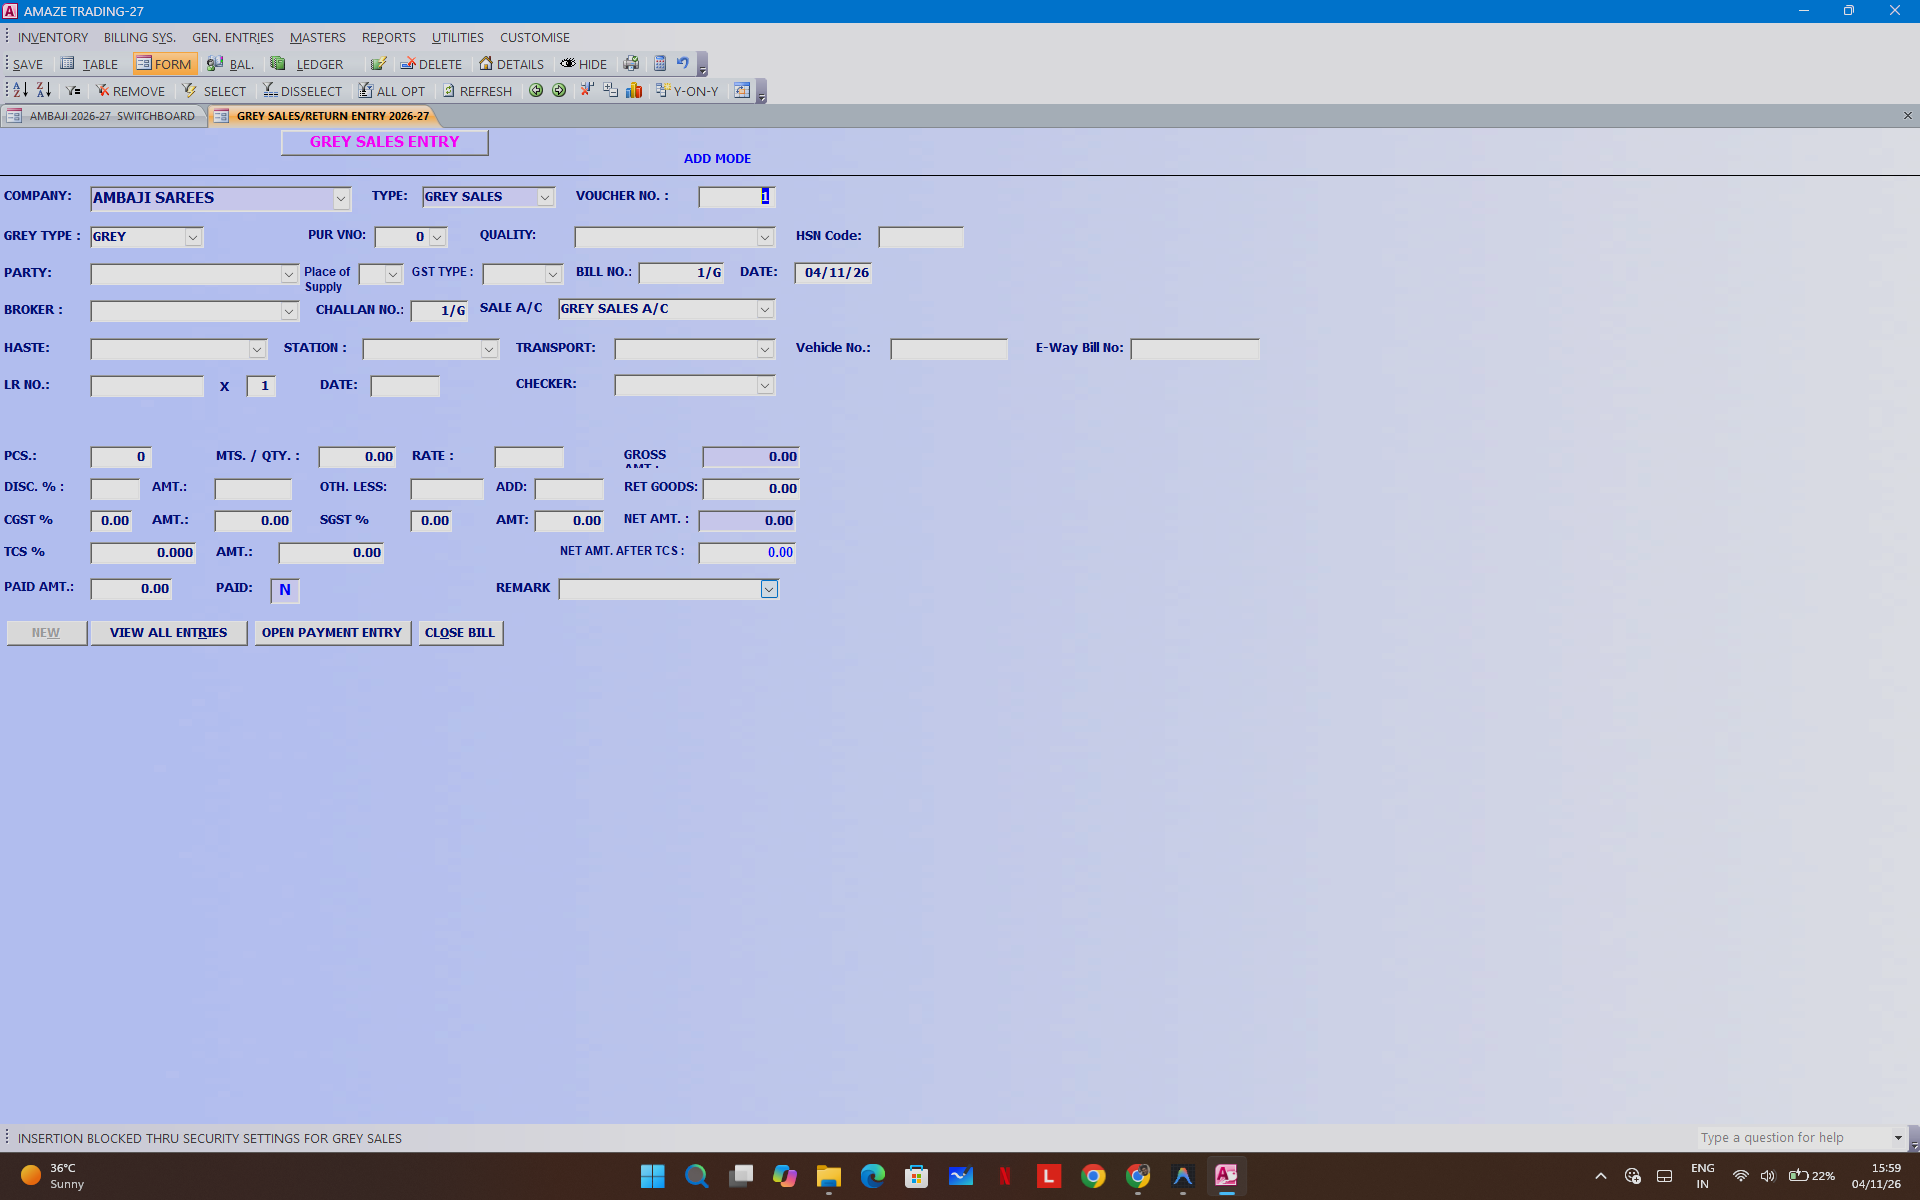 AMAZE TRADING-27
INVENTORY BILLING SYS. GEN. ENTRIES MASTERS REPORTS UTILITIES CUSTOMISE
SAVE TABLE FORM BAL. LEDGER DELETE DETAILS HIDE
REMOVE SELECT DISSELECT ALL OPT REFRESH Y-ON-Y
AMBAJI 2026-27 SWITCHBOARD GREY SALES/RETURN ENTRY 2026-27
GREY SALES ENTRY
ADD MODE
COMPANY: AMBAJI SAREES TYPE: GREY SALES VOUCHER NO. : 1
GREY TYPE : GREY PUR VNO: 0 QUALITY: HSN Code:
PARTY: Place of Supply GST TYPE : BILL NO.: 1/G DATE: 04/11/26
BROKER : CHALLAN NO.: 1/G SALE A/C GREY SALES A/C
HASTE: STATION : TRANSPORT: Vehicle No.: E-Way Bill No:
LR NO.: X 1 DATE: CHECKER:
PCS.: 0 MTS. / QTY. : 0.00 RATE : GROSS 0.00
DISC. % : AMT.: OTH. LESS: ADD: RET GOODS: 0.00
CGST % 0.00 AMT.: 0.00 SGST % 0.00 AMT: 0.00 NET AMT. : 0.00
TCS % 0.000 AMT.: 0.00 NET AMT. AFTER TCS : 0.00
PAID AMT.: 0.00 PAID: N REMARK
NEW VIEW ALL ENTRIES OPEN PAYMENT ENTRY CLOSE BILL
INSERTION BLOCKED THRU SECURITY SETTINGS FOR GREY SALES Type a question for help
36°C ENG 22% 15:59
Sunny IN 04/11/26